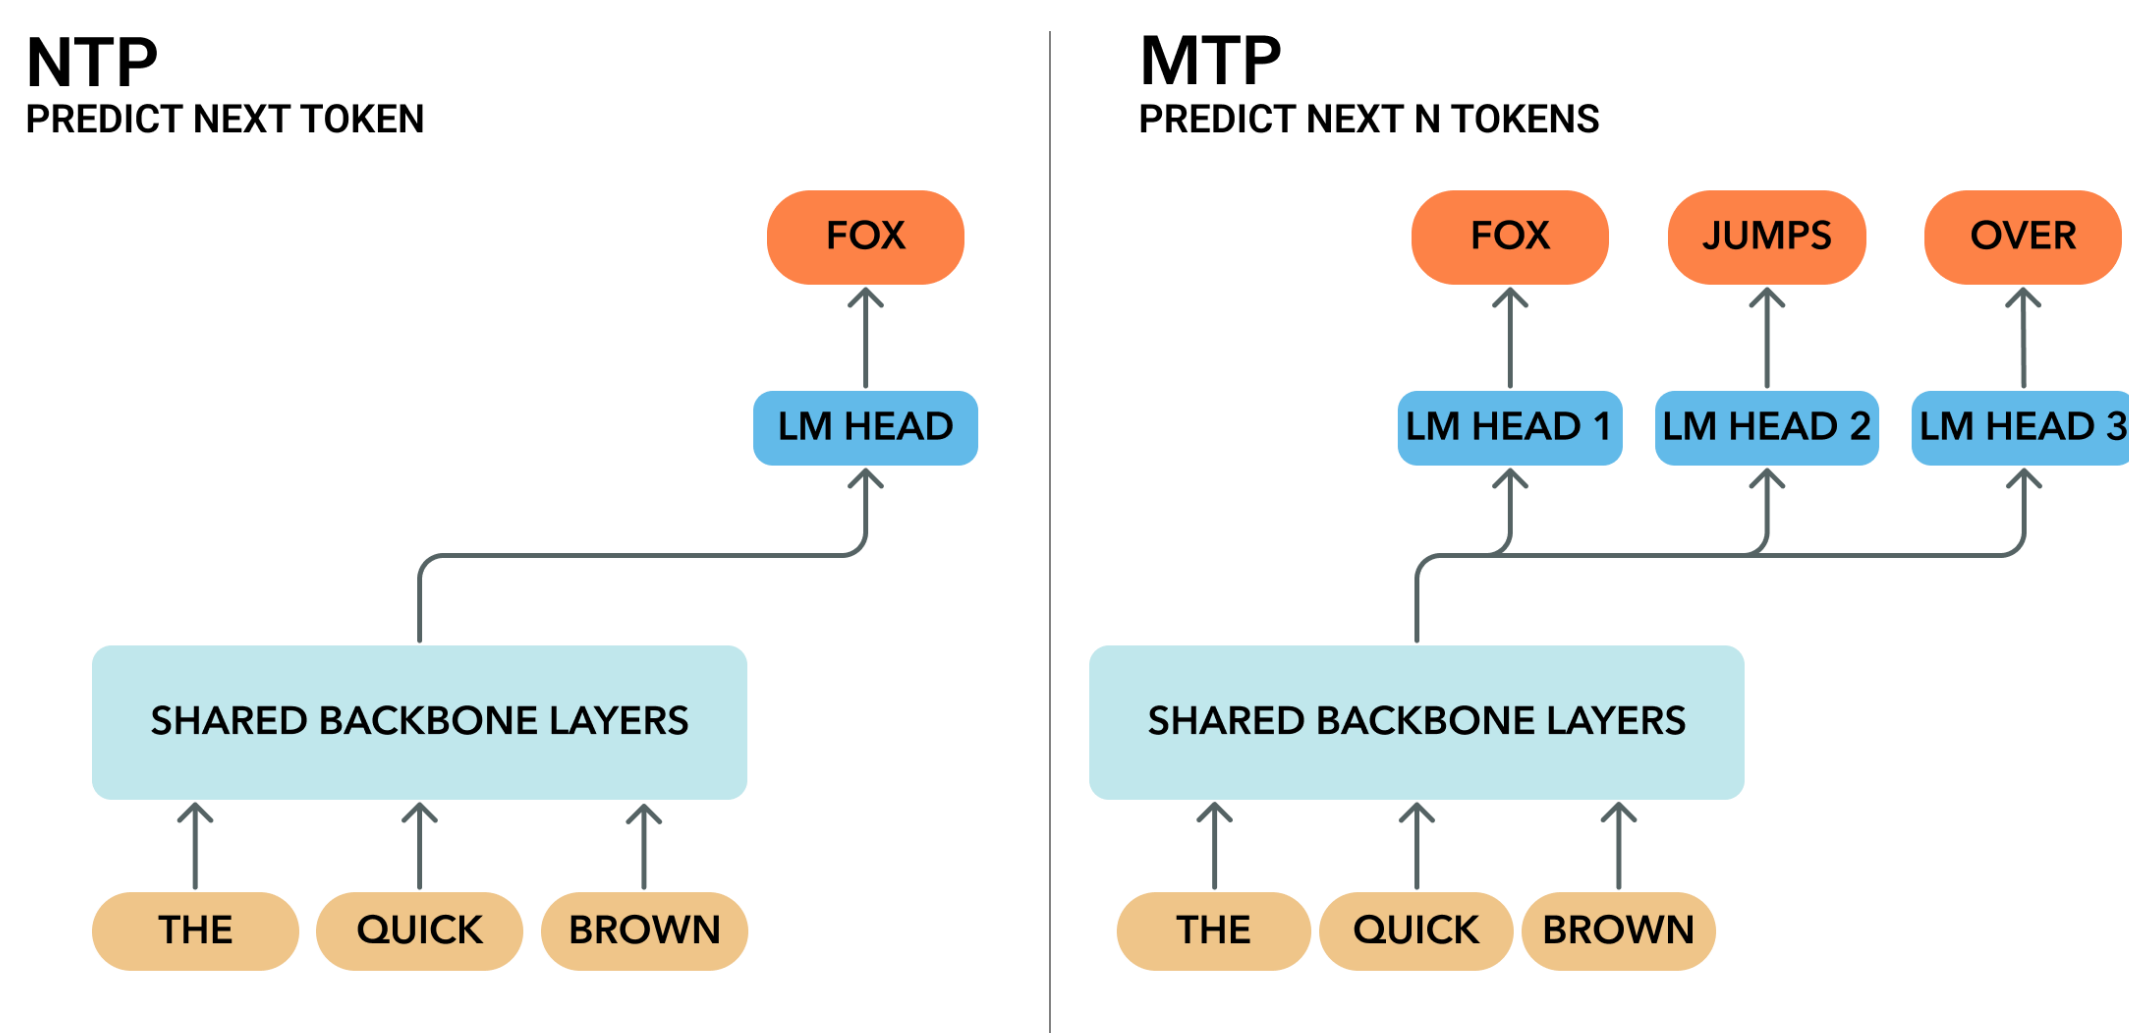 NTP
PREDICT NEXT TOKEN
FOX
LM HEAD
SHARED BACKBONE LAYERS
THE QUICK BROWN
MTP
PREDICT NEXT N TOKENS
FOX JUMPS OVER
LM HEAD 1 LM HEAD 2 LM HEAD 3
SHARED BACKBONE LAYERS
THE QUICK BROWN